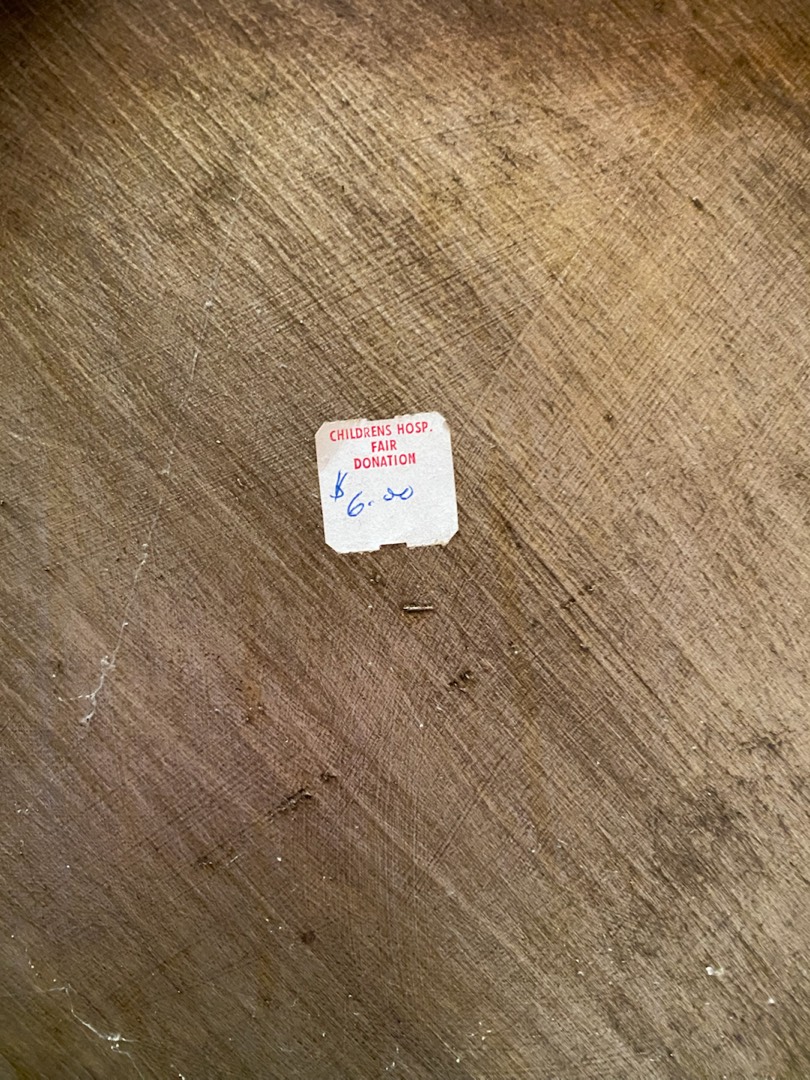 CHILDRENS HOSP.
FAIR
DONATION
$6.00